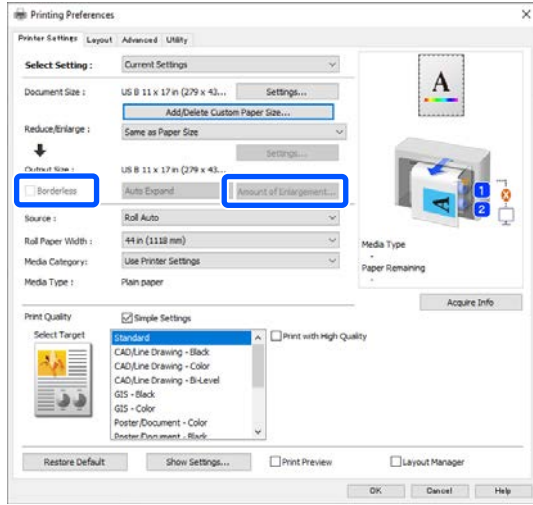 Printing Preferences
Printer Settings Layout Advanced Utility
Select Setting : Current Settings
Document Size : US B 11 x 17 in (279 x 43... Settings...
Add/Delete Custom Paper Size...
Reduce/Enlarge : Same as Paper Size
Settings...
Output Size : US B 11 x 17 in (279 x 43...
Borderless Auto Expand Amount of Enlargement...
Source : Roll Auto
Roll Paper Width : 44 in (1118 mm)
Media Category: Use Printer Settings
Media Type : Plain paper
A
A
1
2
Media Type
-
Paper Remaining
-
Acquire Info
Print Quality Simple Settings
Select Target
Standard
CAD/Line Drawing - Black
CAD/Line Drawing - Color
CAD/Line Drawing - Bi-Level
GIS - Black
GIS - Color
Poster/Document - Color
Poster/Document - Black
Print with High Quality
Restore Default Show Settings... Print Preview Layout Manager
OK Cancel Help